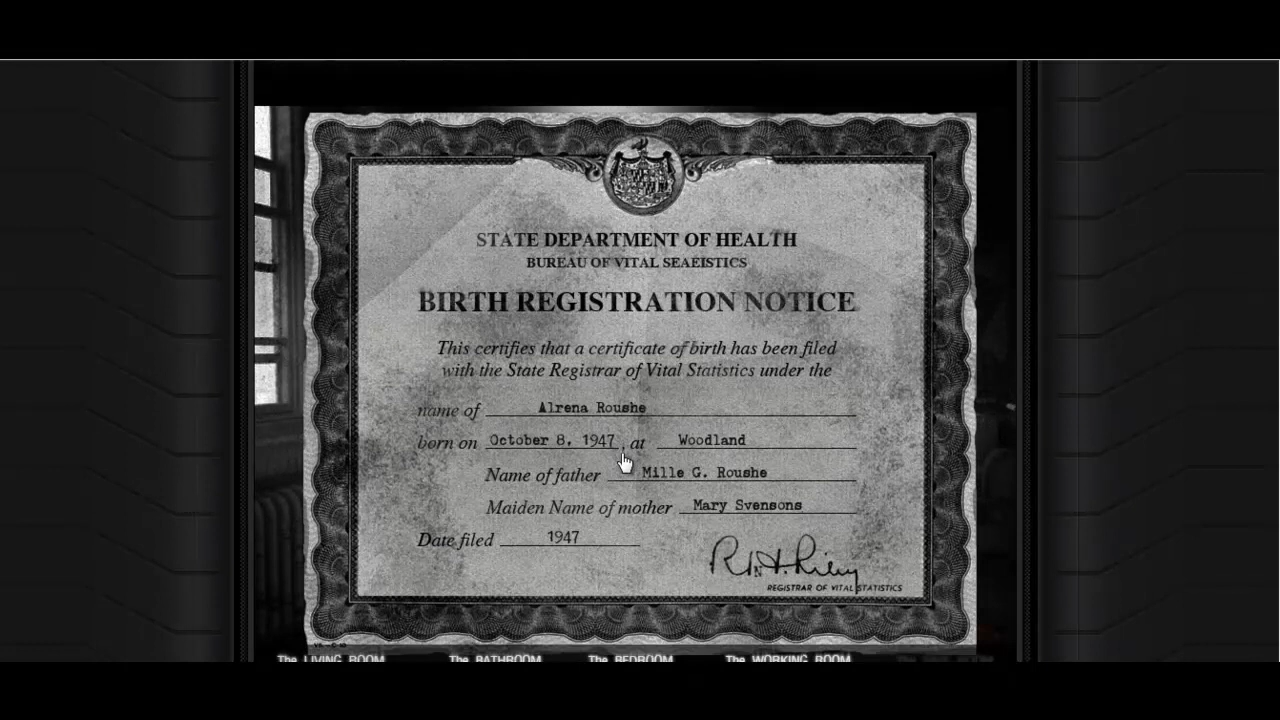 STATE DEPARTMENT OF HEALTH
BUREAU OF VITAL SEAEISTICS
BIRTH REGISTRATION NOTICE
This certifies that a certificate of birth has been filed
with the State Registrar of Vital Statistics under the
name of Alrena Roushe
born on October 8, 1947, at Woodland
Name of father Mille G. Roushe
Maiden Name of mother Mary Svensons
Date filed 1947
REGISTRAR OF VITAL STATISTICS
The LIVING ROOM The BATHROOM The BEDROOM The WORKING ROOM